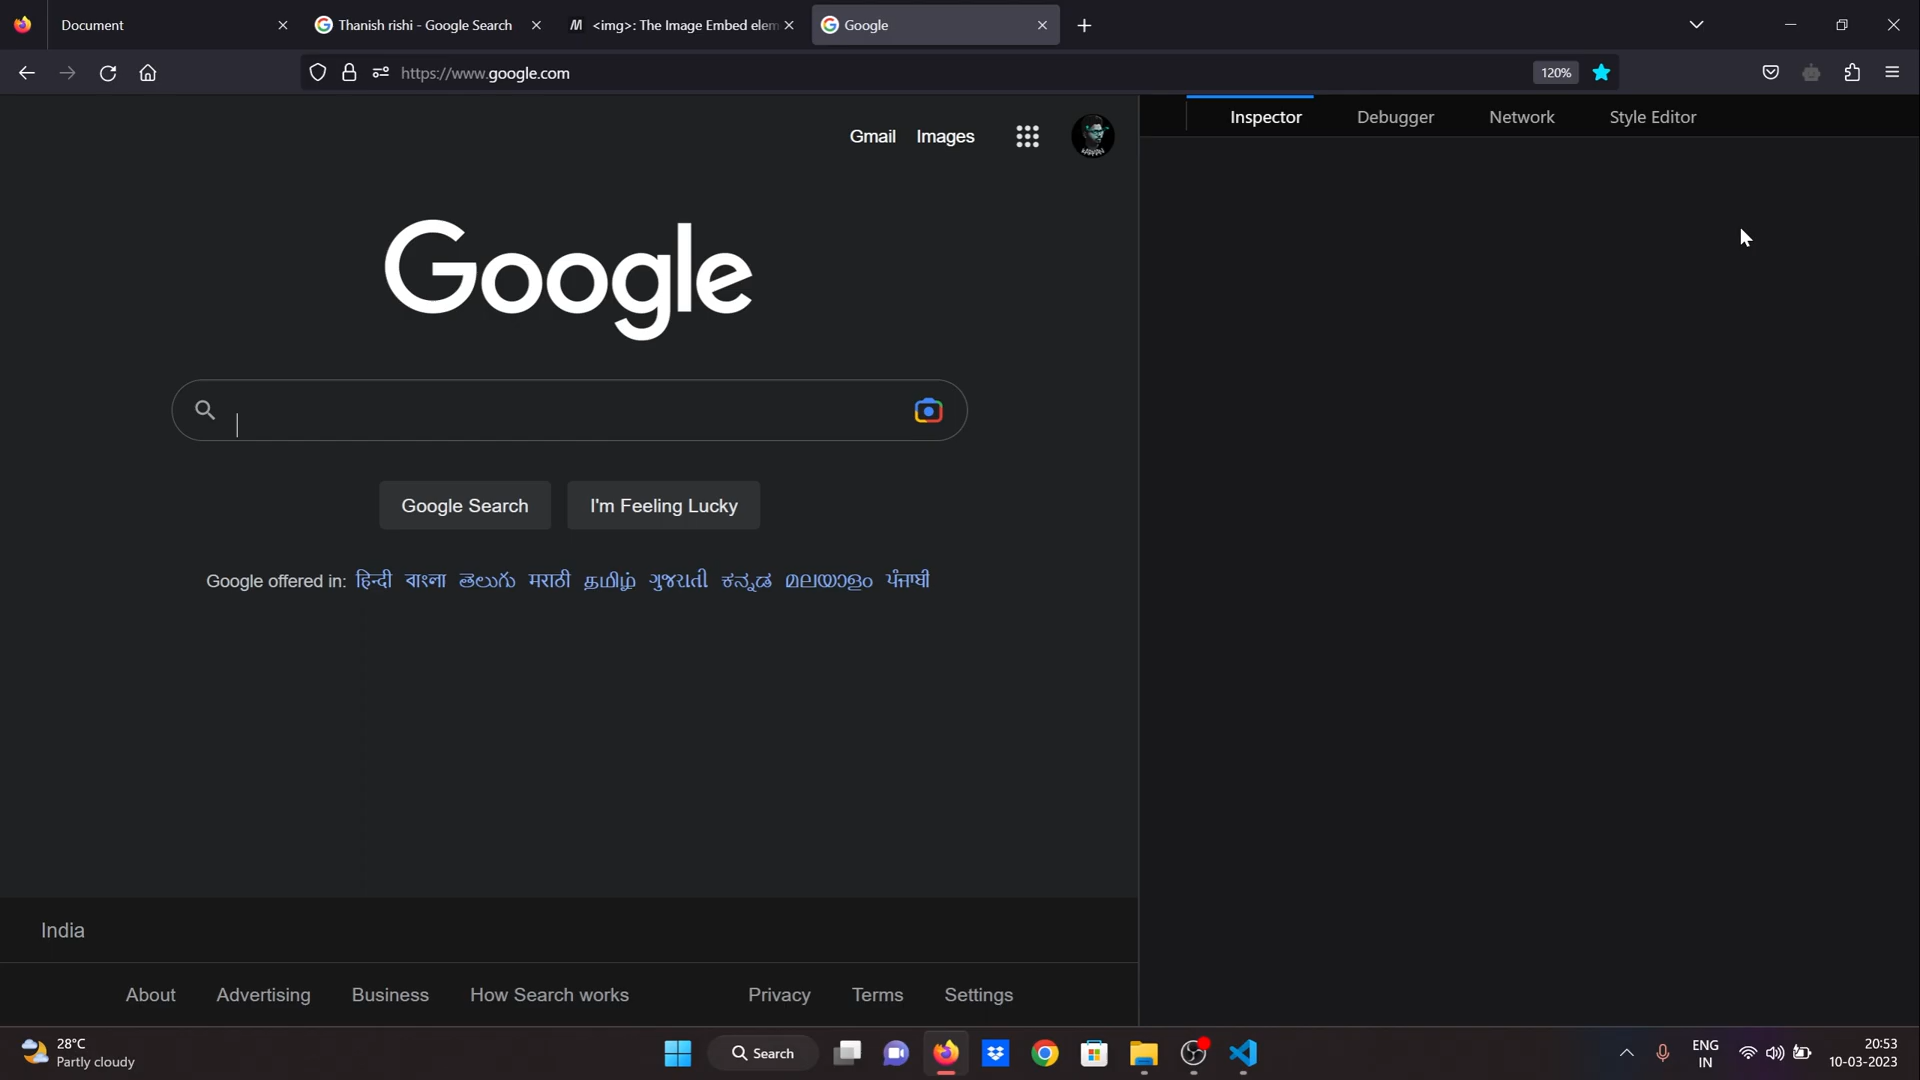 Document
Thanish rishi - Google Search
<img>: The Image Embed elem
Google
https://www.google.com
120%
Inspector
Debugger
Network
Style Editor
Gmail
Images
Google
Google Search
I'm Feeling Lucky
Google offered in: हिन्दी বাংলা తెలుగు मराठी தமிழ் ગુજરાતી ಕನ್ನಡ മലയാളം ਪੰਜਾਬੀ
India
About
Advertising
Business
How Search works
Privacy
Terms
Settings
28°C
Partly cloudy
Search
ENG
IN
20:53
10-03-2023